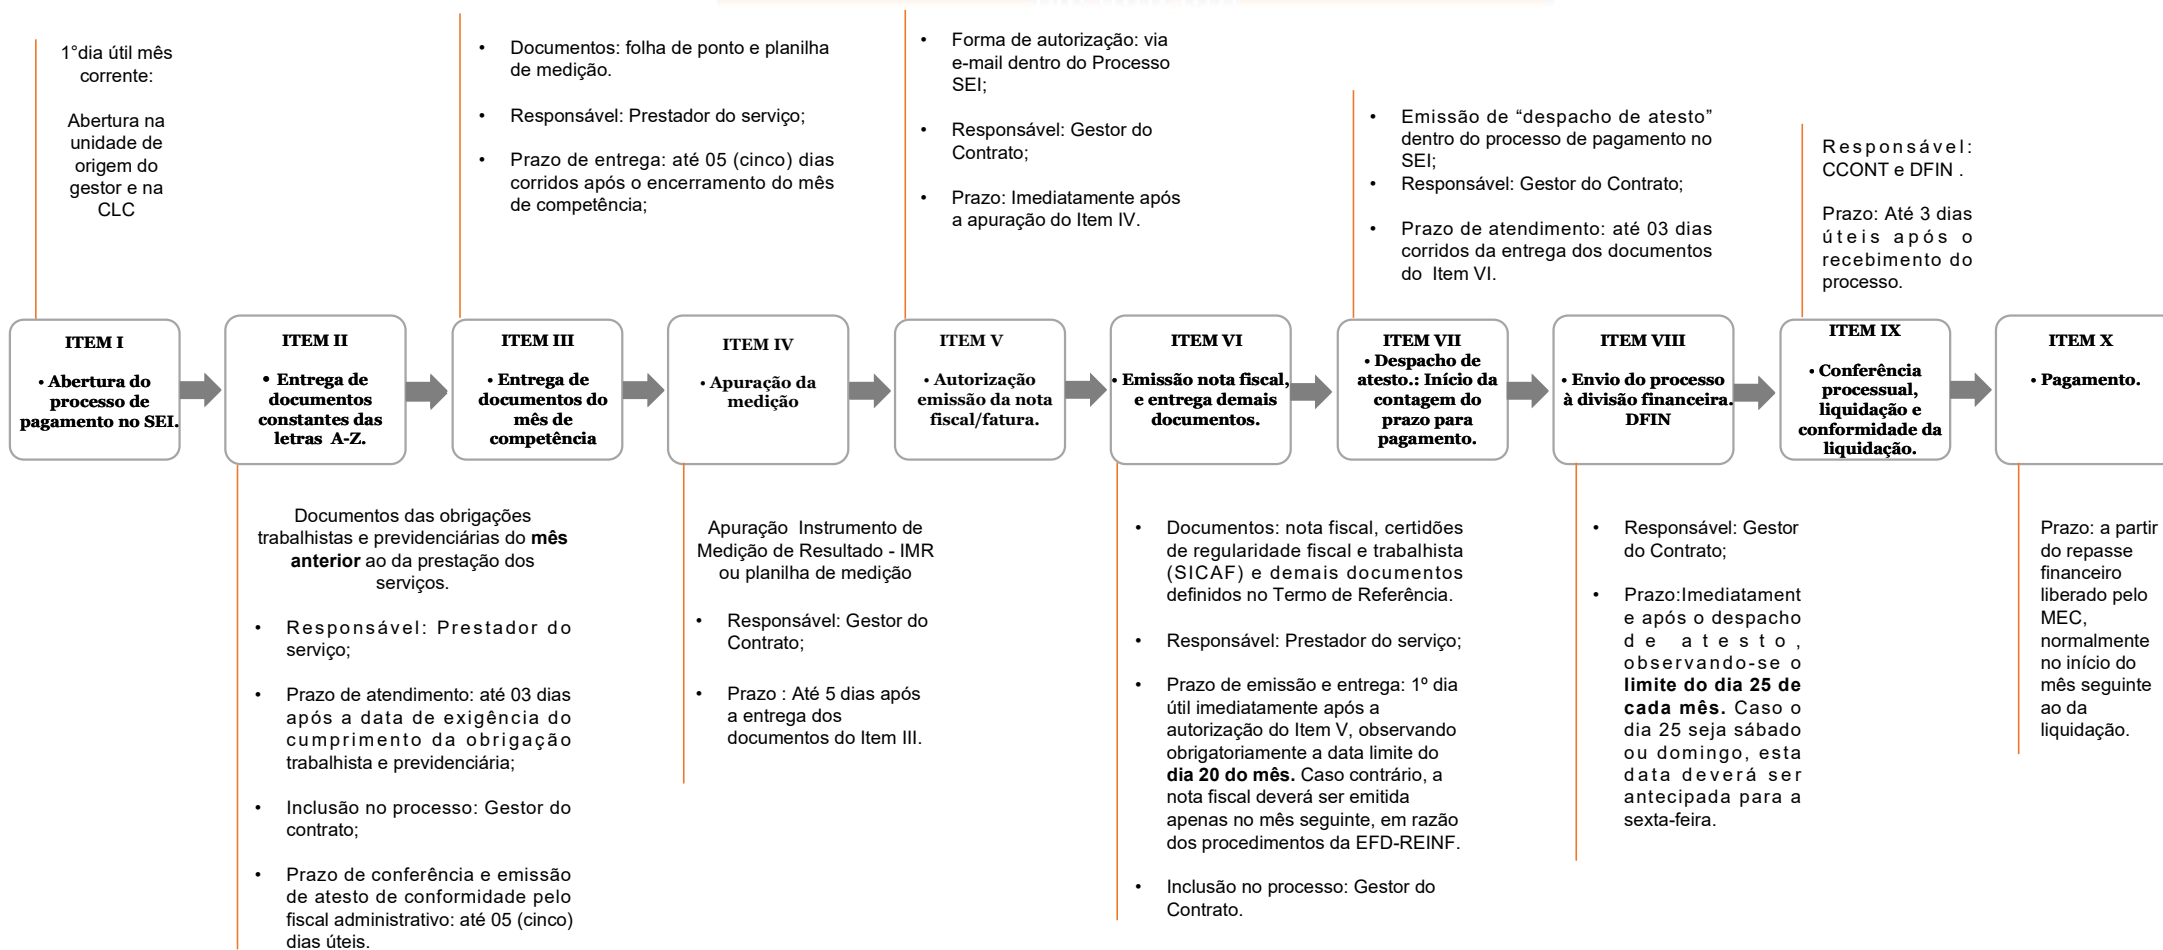 1°dia útil mês
corrente:
Abertura na
unidade de
origem do
gestor e na
CLC
• Documentos: folha de ponto e planilha
de medição.
• Responsável: Prestador do serviço;
• Prazo de entrega: até 05 (cinco) dias
corridos após o encerramento do mês
de competência;
• Forma de autorização: via
e-mail dentro do Processo
SEI;
• Responsável: Gestor do
Contrato;
• Prazo: Imediatamente após
a apuração do Item IV.
• Emissão de “despacho de atesto”
dentro do processo de pagamento no
SEI;
• Responsável: Gestor do Contrato;
• Prazo de atendimento: até 03 dias
corridos da entrega dos documentos
do Item VI.
Responsável:
CCONT e DFIN .
Prazo: Até 3 dias
úteis após o
recebimento do
processo.
ITEM I
• Abertura do
processo de
pagamento no SEI.
ITEM II
• Entrega de
documentos
constantes das
letras A-Z.
ITEM III
• Entrega de
documentos do
mês de
competência
ITEM IV
• Apuração da
medição
ITEM V
• Autorização
emissão da nota
fiscal/fatura.
ITEM VI
• Emissão nota fiscal,
e entrega demais
documentos.
ITEM VII
• Despacho de
atesto.: Início da
contagem do
prazo para
pagamento.
ITEM VIII
• Envio do processo
à divisão financeira.
DFIN
ITEM IX
• Conferência
processual,
liquidação e
conformidade da
liquidação.
ITEM X
• Pagamento.
Documentos das obrigações
trabalhistas e previdenciárias do mês
anterior ao da prestação dos
serviços.
• Responsável: Prestador do
serviço;
• Prazo de atendimento: até 03 dias
após a data de exigência do
cumprimento da obrigação
trabalhista e previdenciária;
• Inclusão no processo: Gestor do
contrato;
• Prazo de conferência e emissão
de atesto de conformidade pelo
fiscal administrativo: até 05 (cinco)
dias úteis.
Apuração Instrumento de
Medição de Resultado - IMR
ou planilha de medição
• Responsável: Gestor do
Contrato;
• Prazo : Até 5 dias após
a entrega dos
documentos do Item III.
• Documentos: nota fiscal, certidões
de regularidade fiscal e trabalhista
(SICAF) e demais documentos
definidos no Termo de Referência.
• Responsável: Prestador do serviço;
• Prazo de emissão e entrega: 1º dia
útil imediatamente após a
autorização do Item V, observando
obrigatoriamente a data limite do
dia 20 do mês. Caso contrário, a
nota fiscal deverá ser emitida
apenas no mês seguinte, em razão
dos procedimentos da EFD-REINF.
• Inclusão no processo: Gestor do
Contrato.
• Responsável: Gestor
do Contrato;
• Prazo:Imediatament
e após o despacho
de atesto,
observando-se o
limite do dia 25 de
cada mês. Caso o
dia 25 seja sábado
ou domingo, esta
data deverá ser
antecipada para a
sexta-feira.
Prazo: a partir
do repasse
financeiro
liberado pelo
MEC,
normalmente
no início do
mês seguinte
ao da
liquidação.